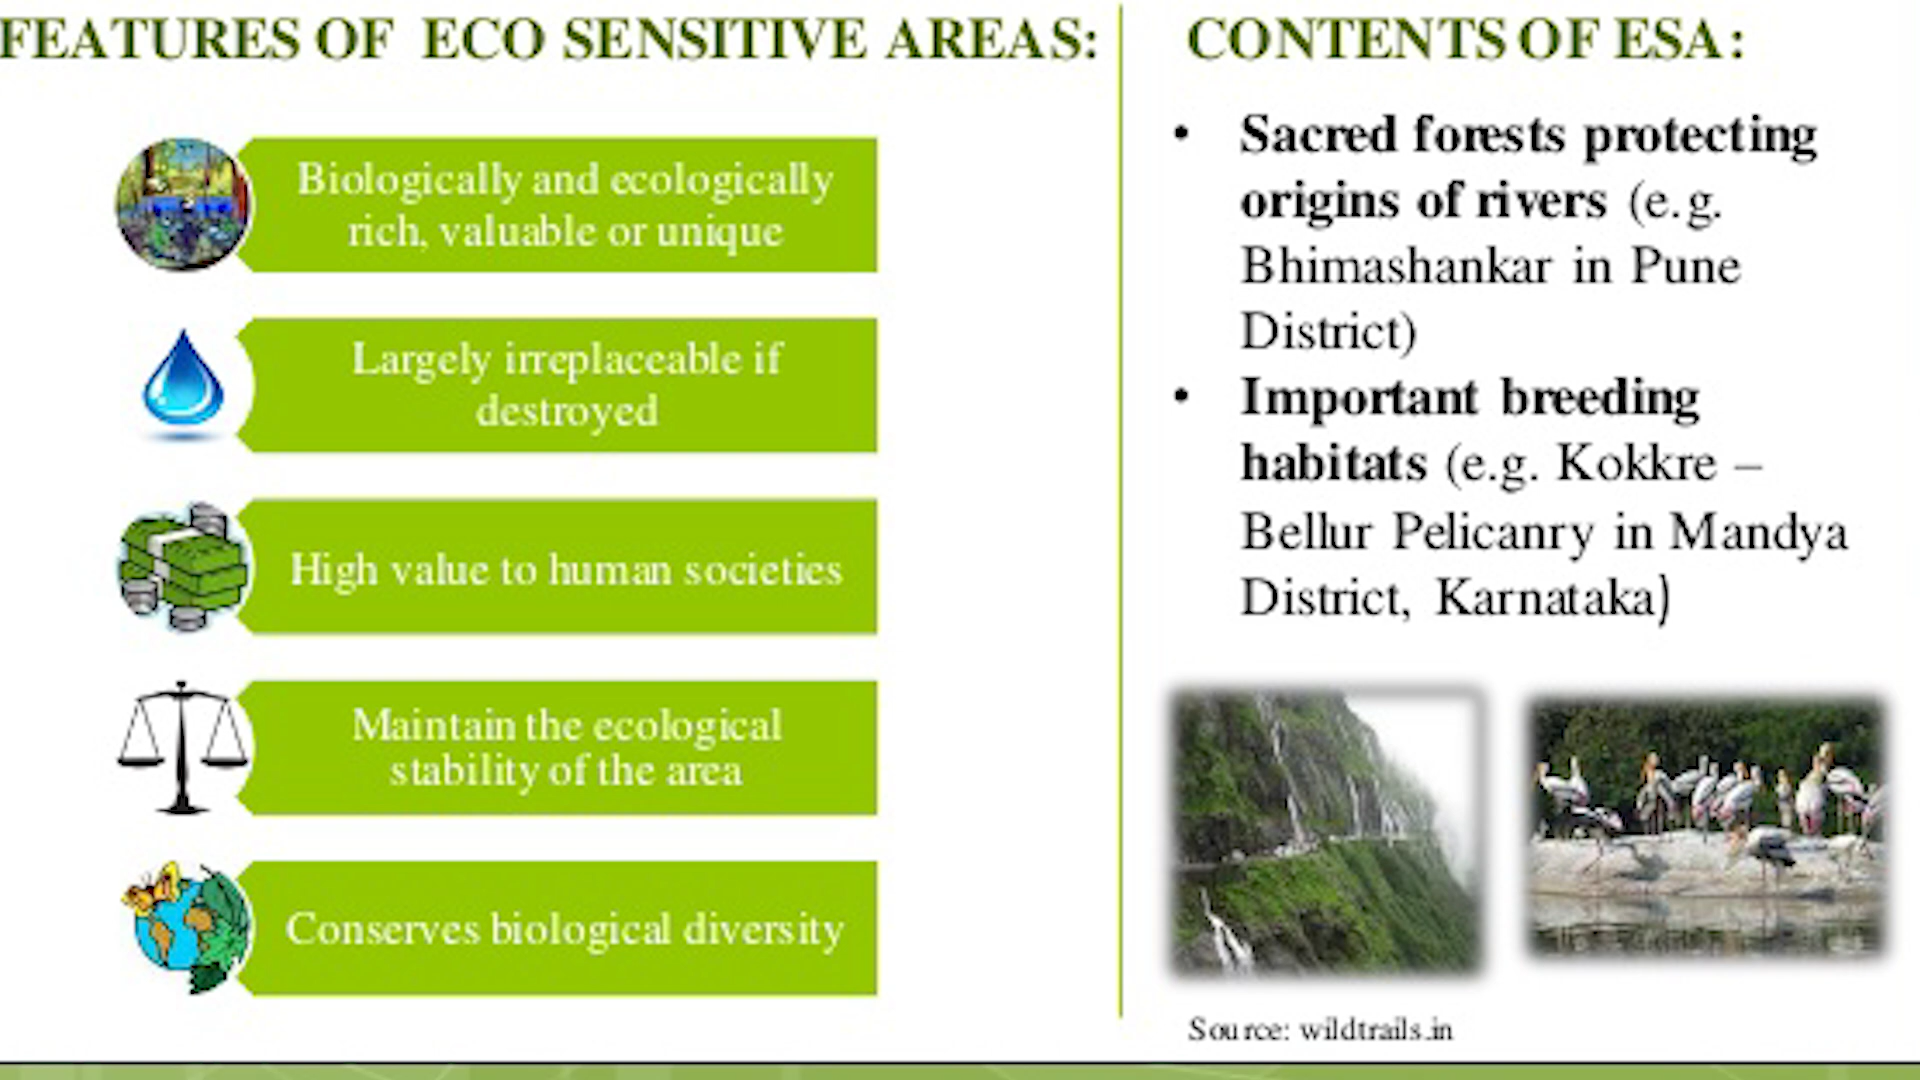 FEATURES OF ECO SENSITIVE AREAS:
Biologically and ecologically
rich, valuable or unique
Largely irreplaceable if
destroyed
High value to human societies
Maintain the ecological
stability of the area
Conserves biological diversity
CONTENTS OF ESA:
• Sacred forests protecting
origins of rivers (e.g.
Bhimashankar in Pune
District)
• Important breeding
habitats (e.g. Kokkre –
Bellur Pelicanry in Mandya
District, Karnataka)
Source: wildtrails.in